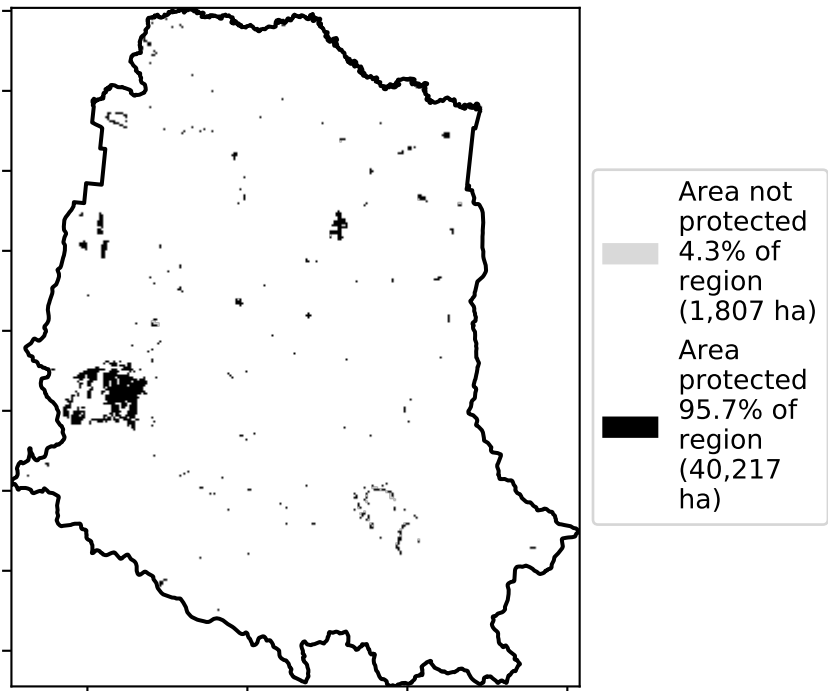 Area not
protected
4.3% of
region
(1,807 ha)
Area
protected
95.7% of
region
(40,217
ha)